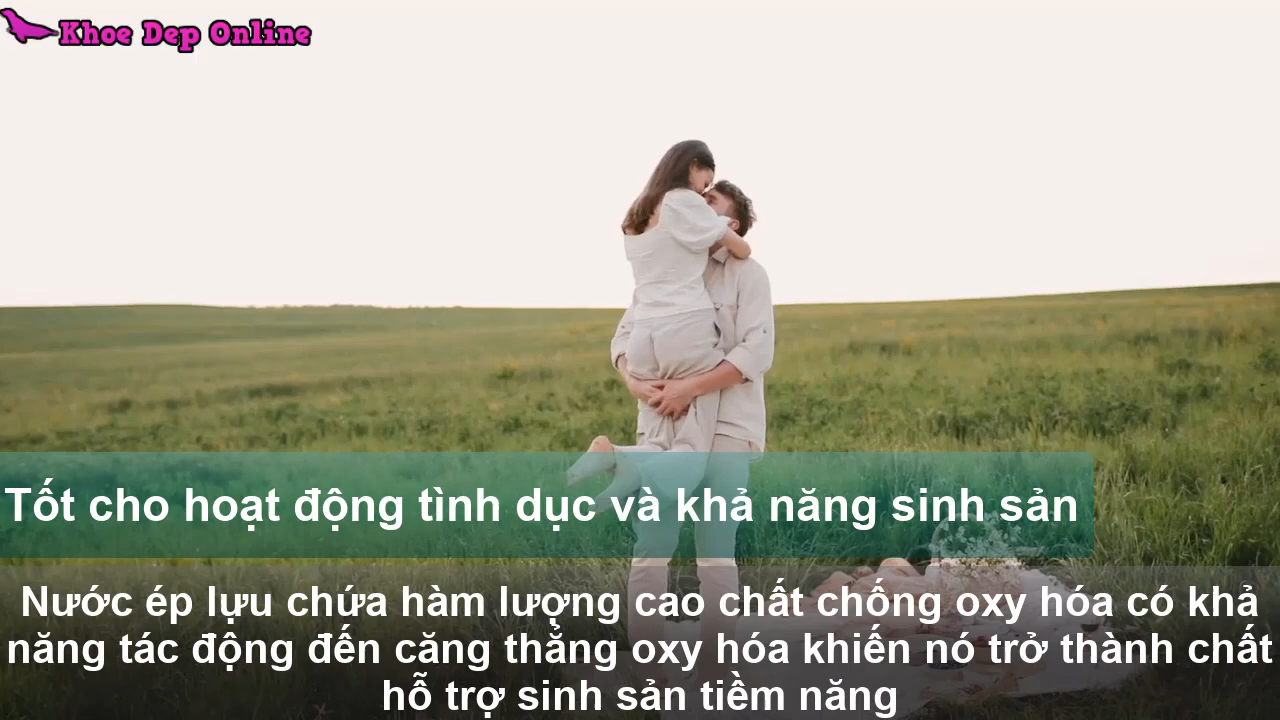 Khoe Dep Online
Tốt cho hoạt động tình dục và khả năng sinh sản
Nước ép lựu chứa hàm lượng cao chất chống oxy hóa có khả
năng tác động đến căng thẳng oxy hóa khiến nó trở thành chất
hỗ trợ sinh sản tiềm năng